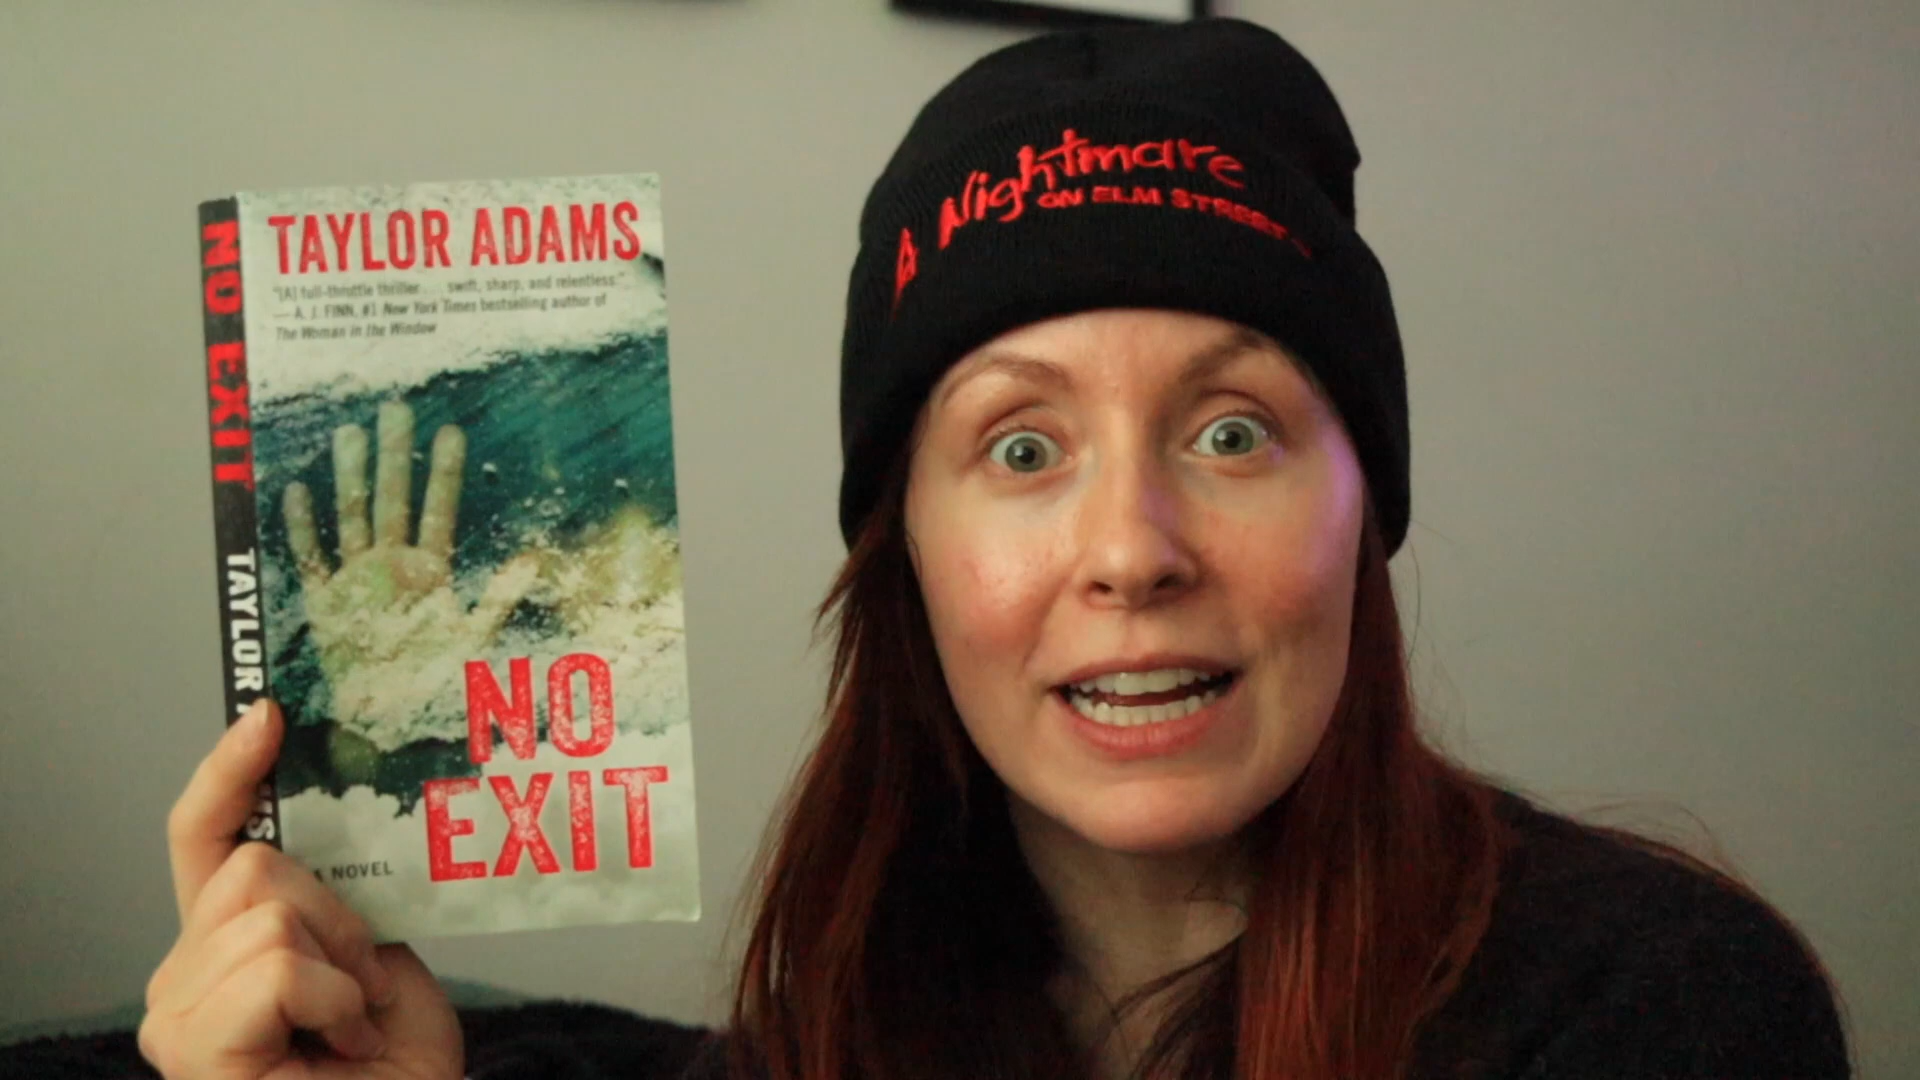 A Nightmare
ON ELM STREET
TAYLOR ADAMS
"[A] full-throttle thriller . . . swift, sharp, and relentless."
— A. J. FINN, #1 New York Times bestselling author of
The Woman in the Window
NO
EXIT
A NOVEL
NO EXIT TAYLOR